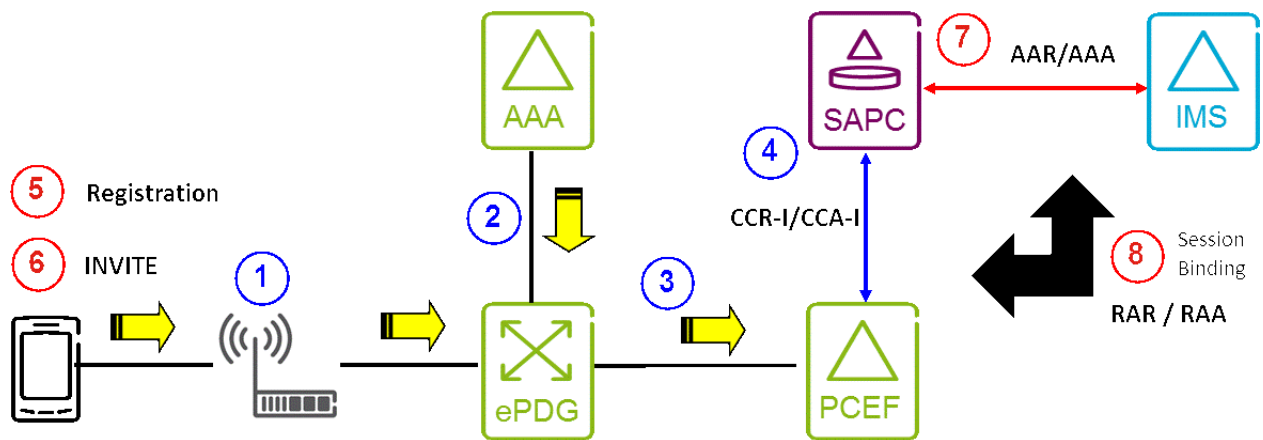 7
AAR/AAA
AAA
SAPC
IMS
4
5 Registration
2
CCR-I/CCA-I
6 INVITE
1
3
8 Session
Binding
RAR / RAA
ePDG
PCEF